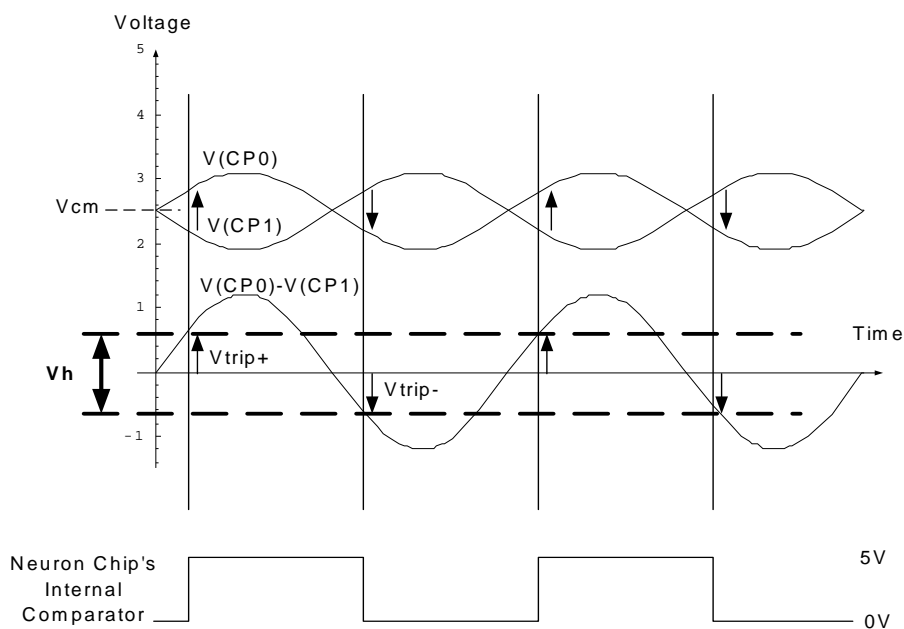 Voltage
5
4
V(CP0)
3
Vcm
V(CP1)
2
V(CP0)-V(CP1)
1
Time
Vtrip+
Vh
Vtrip-
-1
Neuron Chip's
Internal
Comparator
5V
0V